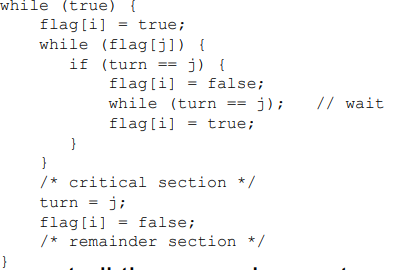 while (true) {
flag[i] = true;
while (flag[j]) {
if (turn == j) {
flag[i] = false;
while (turn == j); // wait
flag[i] = true;
}
}
/* critical section */
turn = j;
flag[i] = false;
/* remainder section */
}